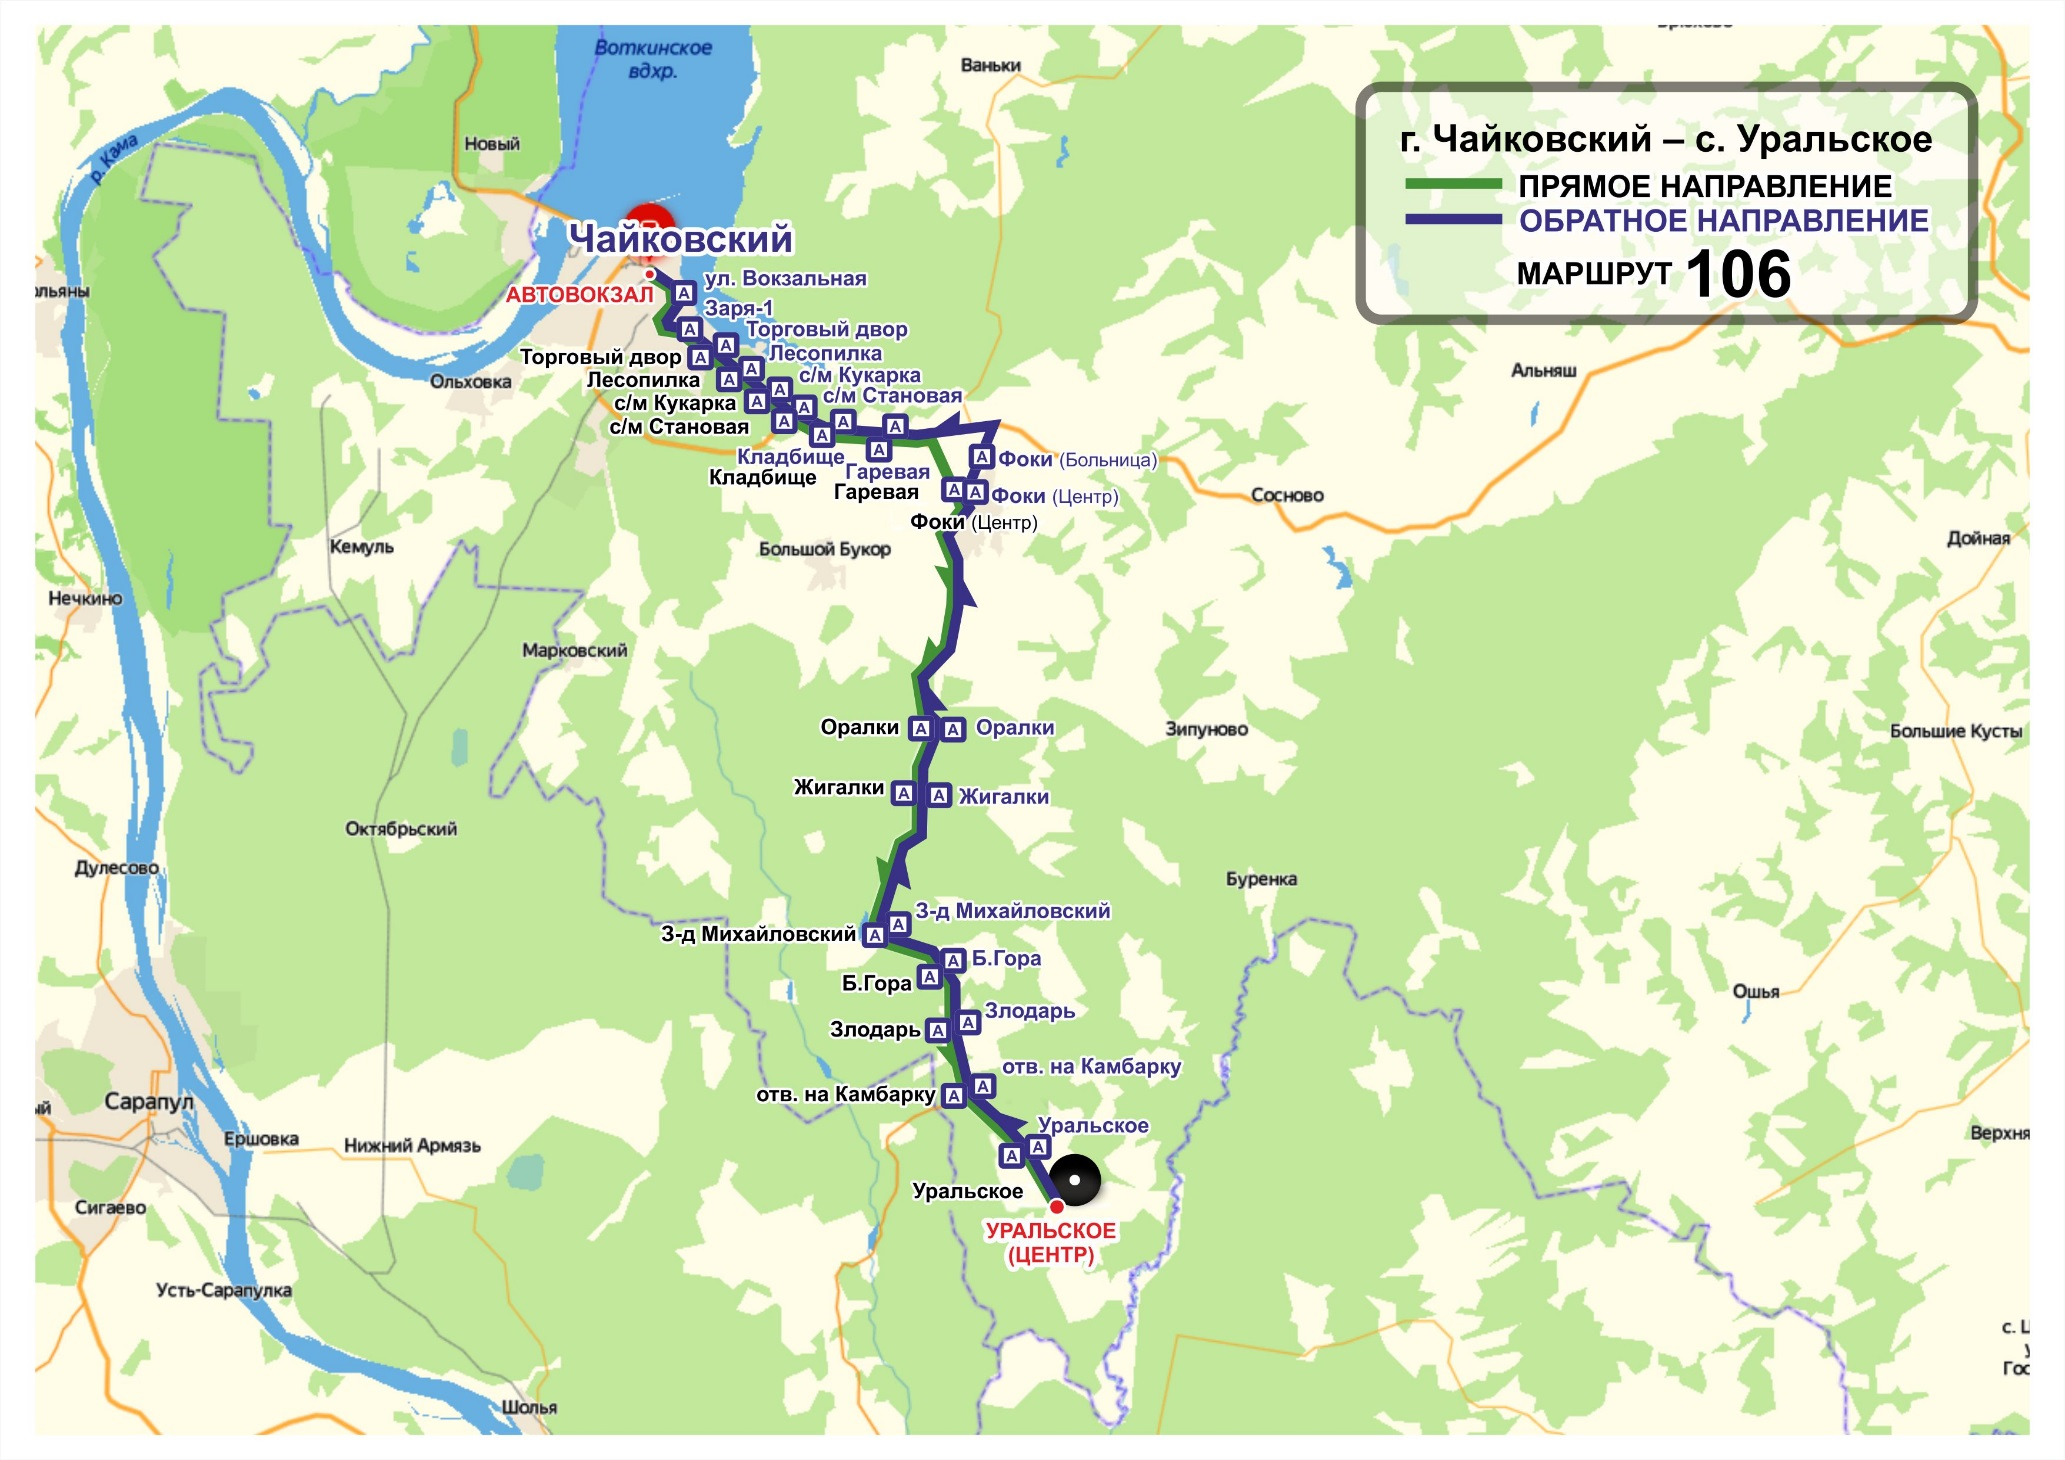 Воткинское
вдхр.
Ваньки
р. Кама
Новый
г. Чайковский – с. Уральское
ПРЯМОЕ НАПРАВЛЕНИЕ
ОБРАТНОЕ НАПРАВЛЕНИЕ
МАРШРУТ 106
Чайковский
АВТОВОКЗАЛ
А ул. Вокзальная
А Заря-1
А Торговый двор
Торговый двор А
А Лесопилка
Лесопилка А
А с/м Кукарка
с/м Кукарка А
А с/м Становая
с/м Становая А
Ольховка
Альняш
А А А А
Кладбище
Кладбище
Гаревая
Гаревая
А Фоки (Больница)
А А Фоки (Центр)
Фоки (Центр)
Сосново
Дойная
Кемуль
Большой Букор
Нечкино
Марковский
Оралки А А Оралки
Зипуново
Большие Кусты
Жигалки А А Жигалки
Октябрьский
Дулесово
Буренка
А З-д Михайловский
З-д Михайловский А
А Б.Гора
Б.Гора А
Ошья
А Злодарь
Злодарь А
А отв. на Камбарку
отв. на Камбарку А
Сарапул
Ершовка
Нижний Армязь
Верхня
А Уральское
А
Уральское
Сигаево
УРАЛЬСКОЕ
(ЦЕНТР)
Усть-Сарапулка
Шолья